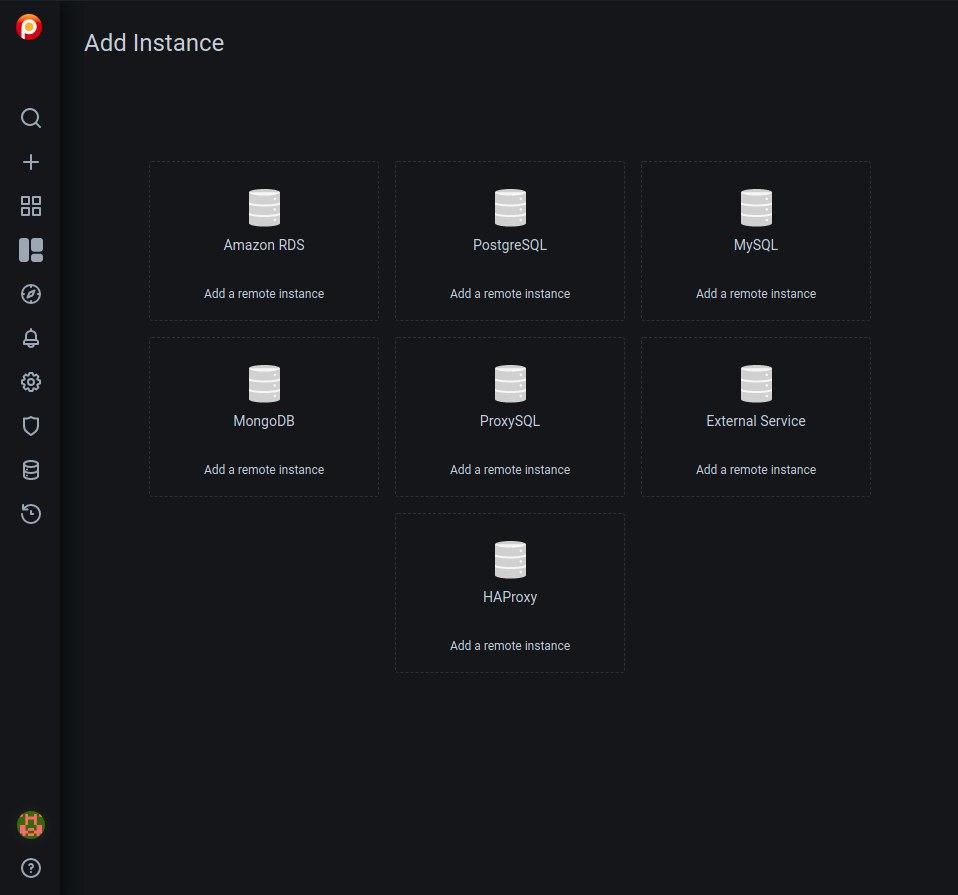 Add Instance
Amazon RDS
Add a remote instance
PostgreSQL
Add a remote instance
MySQL
Add a remote instance
MongoDB
Add a remote instance
ProxySQL
Add a remote instance
External Service
Add a remote instance
HAProxy
Add a remote instance